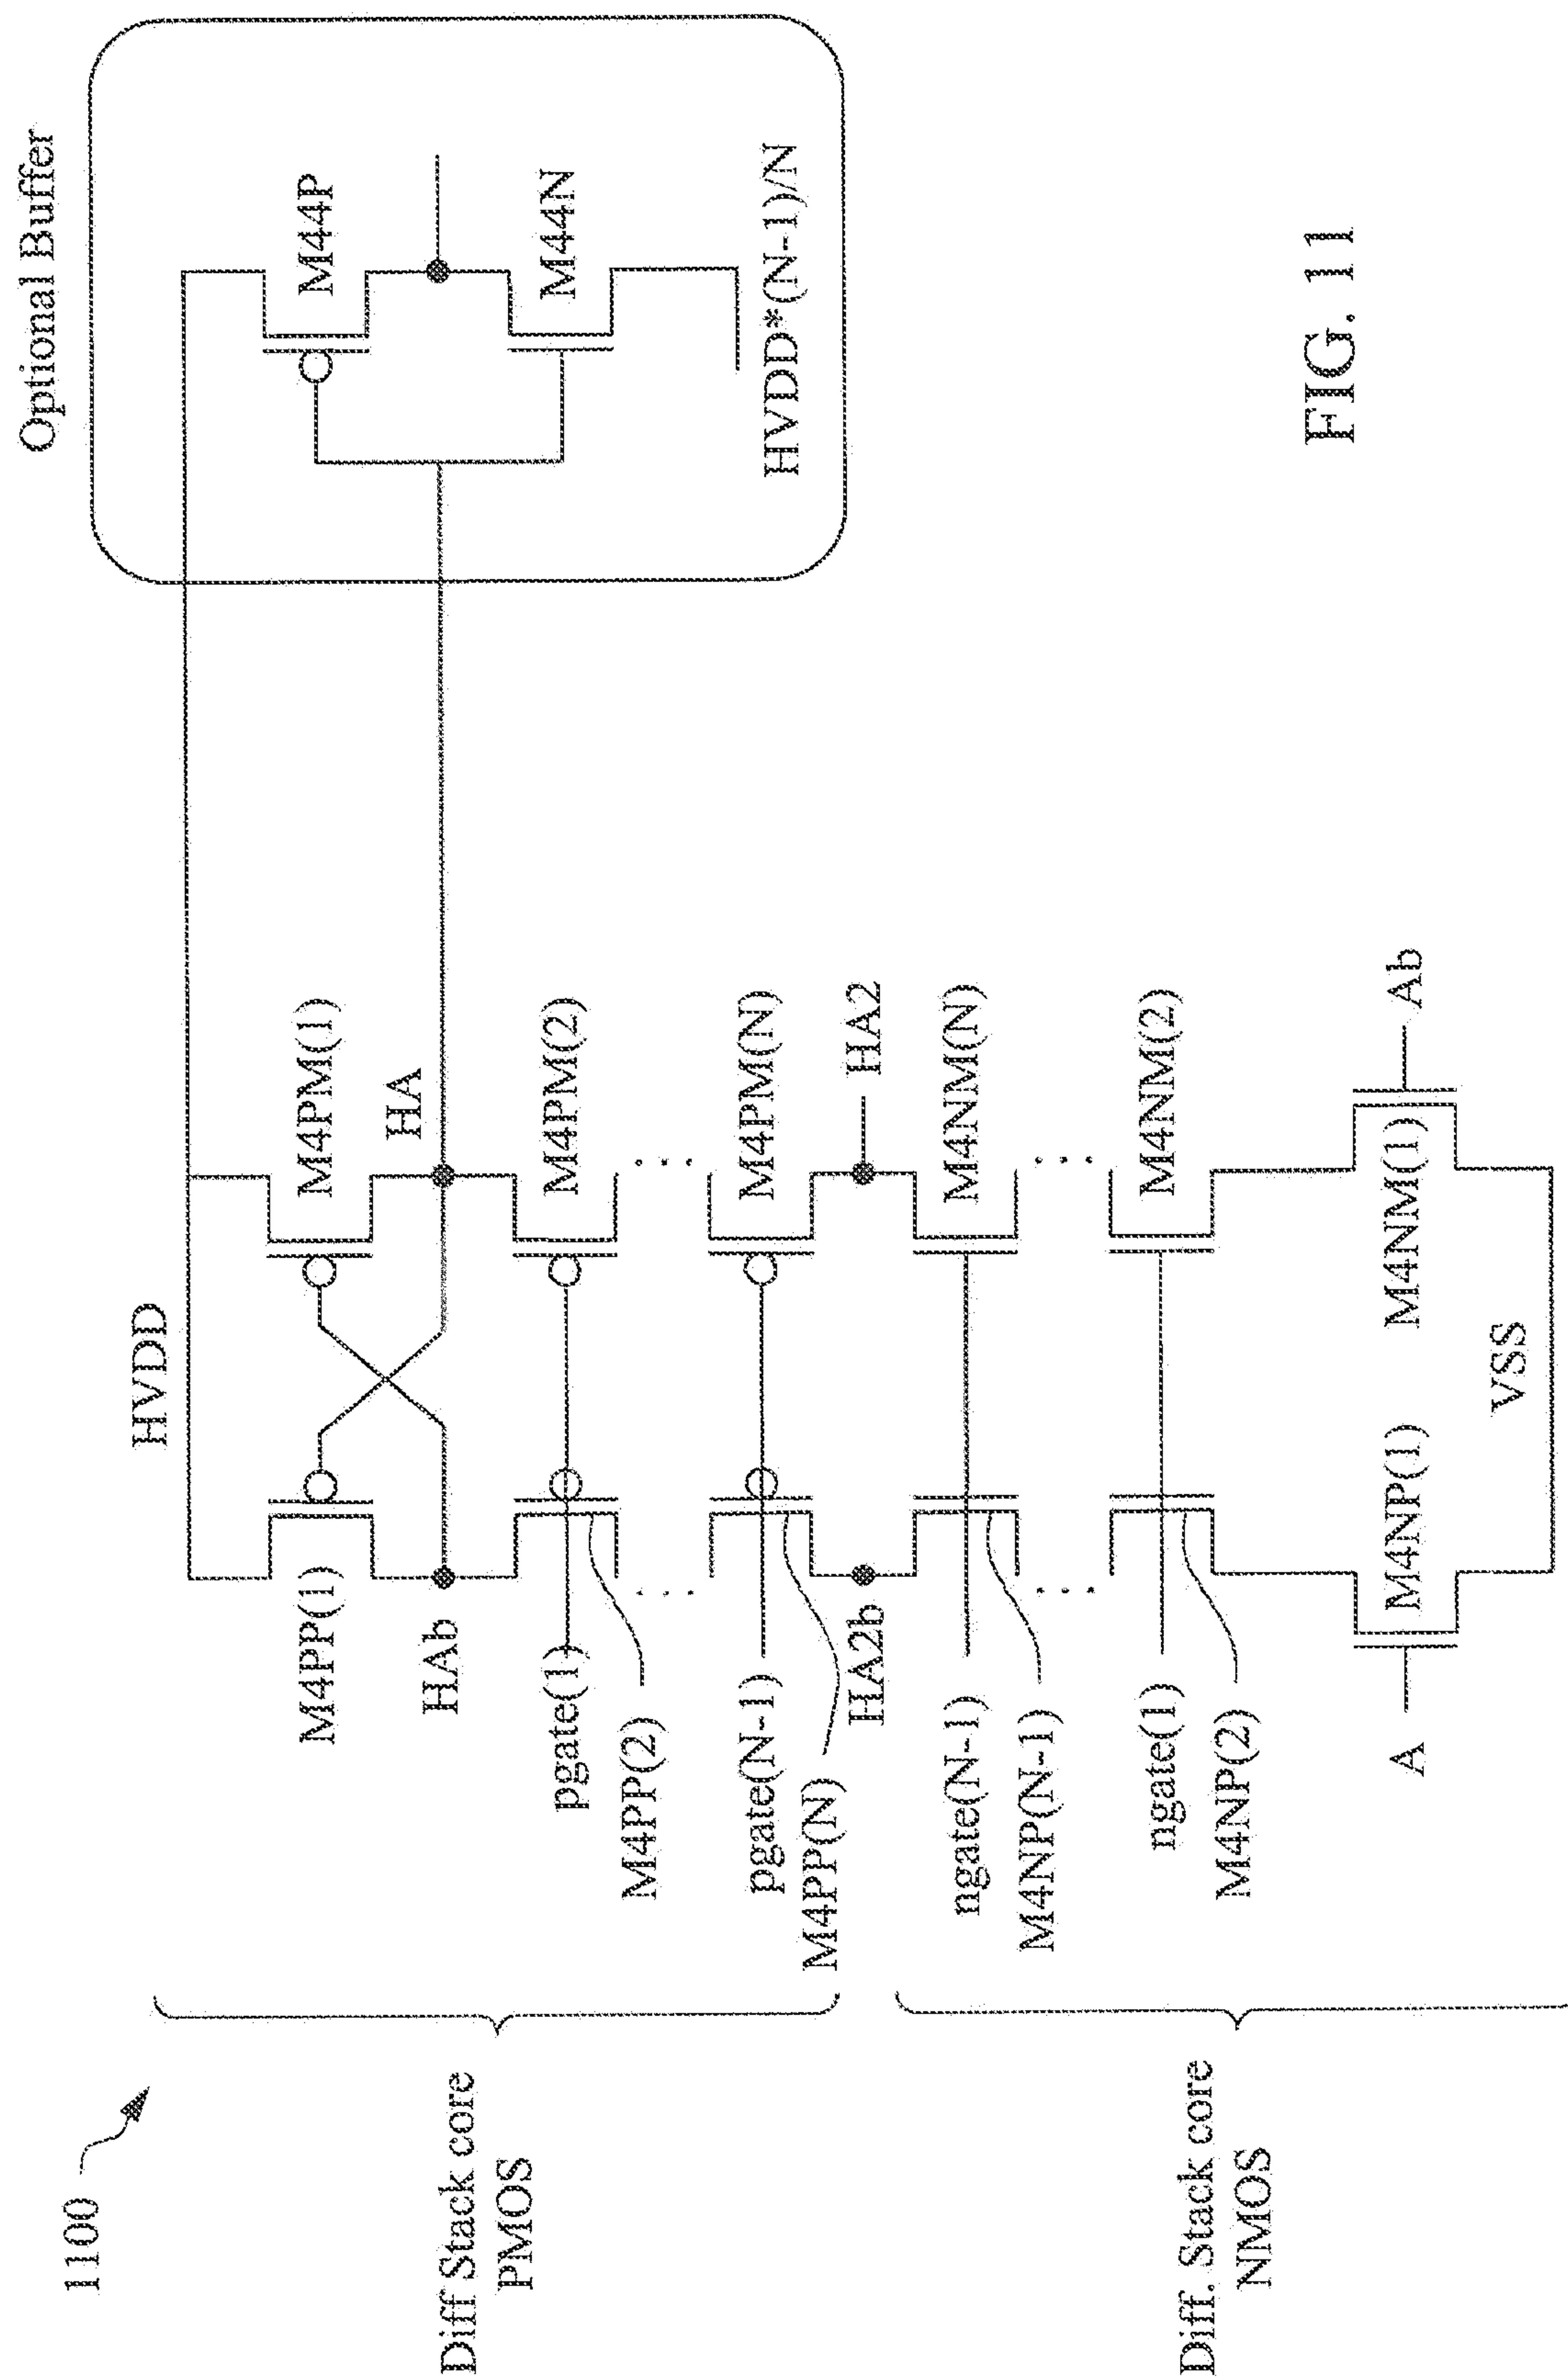 1100
Optional Buffer
HVDD
M4PP(1)
M4PM(1)
M44P
HAb
HA
pgate(1)
M4PP(2)
M4PM(2)
M44N
pgate(N-1)
M4PP(N)
M4PM(N)
HVDD*(N-1)/N
HA2b
HA2
ngate(N-1)
M4NP(N-1)
M4NM(N)
ngate(1)
M4NP(2)
M4NM(2)
A
M4NP(1)
M4NM(1)
Ab
VSS
Diff Stack core
PMOS
Diff. Stack core
NMOS
FIG. 11